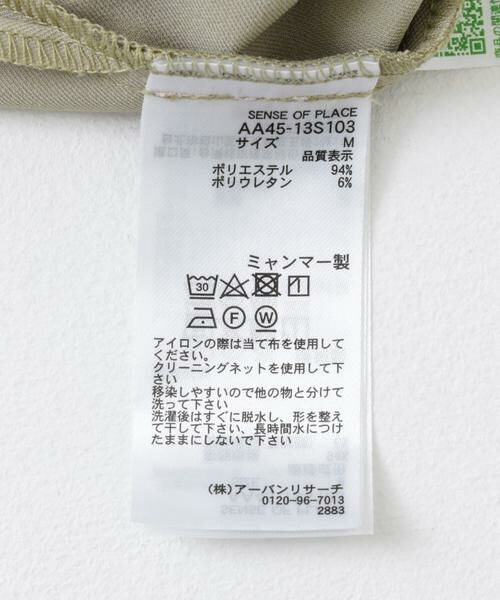 SENSE OF PLACE
AA45-13S103
サイズ M
品質表示
ポリエステル 94%
ポリウレタン 6%
ミャンマー製
30
F W
アイロンの際は当て布を使用して
ください。
クリーニングネットを使用して下
さい
移染しやすいので他の物と分けて
洗って下さい
洗濯後はすぐに脱水し、形を整え
て干して下さい、長時間水につけ
たままにしないで下さい
(株)アーバンリサーチ
0120-96-7013
2883